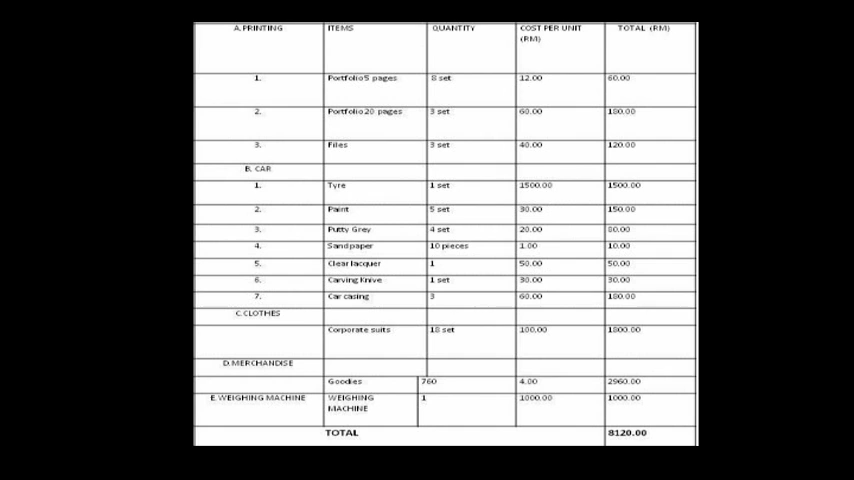 A.PRINTING ITEMS QUANTITY COST PER UNIT (RM) TOTAL (RM)
1. Portfolio 5 pages 8 set 12.00 60.00
2. Portfolio 20 pages 3 set 60.00 180.00
3. Files 3 set 40.00 120.00
B. CAR
1. Tyre 1 set 1500.00 1500.00
2. Paint 5 set 30.00 150.00
3. Putty Grey 4 set 20.00 80.00
4. Sandpaper 10 pieces 1.00 10.00
5. Clear lacquer 1 50.00 50.00
6. Carving Knive 1 set 30.00 30.00
7. Car casing 3 60.00 180.00
C.CLOTHES
Corporate suits 18 set 100.00 1800.00
D.MERCHANDISE
Goodies 760 4.00 2960.00
E.WEIGHING MACHINE WEIGHING MACHINE 1 1000.00 1000.00
TOTAL 8120.00